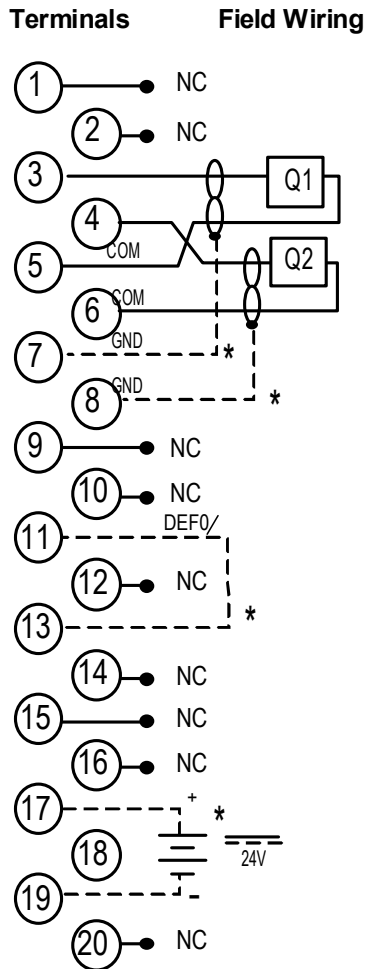 Terminals Field Wiring
1 NC
2 NC
3 Q1
4
COM
5 Q2
6 COM
GND
7 *
8 GND *
9 NC
10 NC
DEF0/
11
12 NC
13 *
14 NC
15 NC
16 NC
17 + *
18 24V
19 -
20 NC